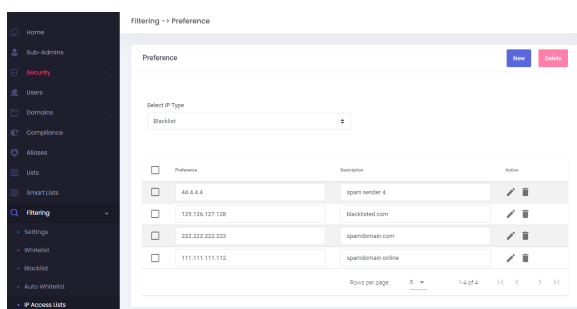 Filtering -> Preference
Home
Sub-Admins
Security
Users
Domains
Compliance
Aliases
Lists
Smart Lists
Filtering
Settings
Whitelist
Blacklist
Auto Whitelist
IP Access Lists
Preference
New Delete
Select IP Type
Blacklist
Preference Description Action
44.4.4.4 spam sender 4
125.126.127.128 blacklisted.com
222.222.222.223 spamdomain.com
111.111.111.112 spamdomain.online
Rows per page: 5 1-4 of 4